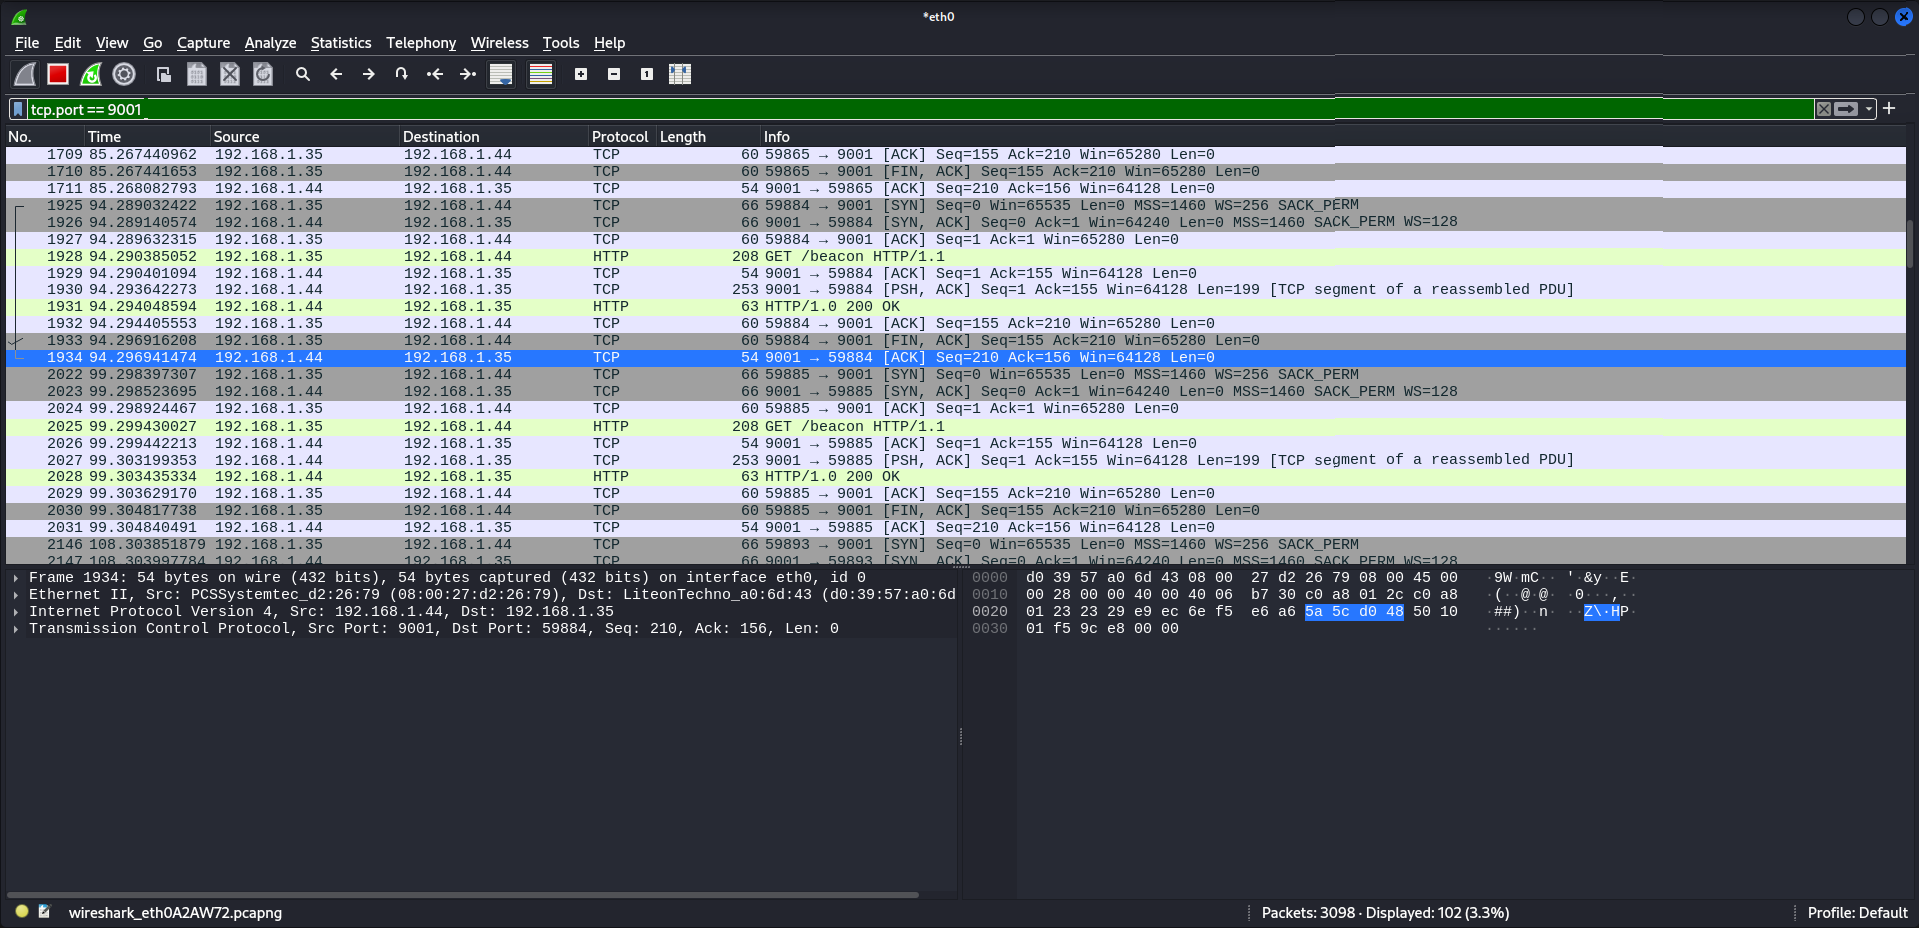 *eth0
File Edit View Go Capture Analyze Statistics Telephony Wireless Tools Help
tcp.port == 9001
No. Time Source Destination Protocol Length Info
1709 85.267440962 192.168.1.35 192.168.1.44 TCP 60 59865 → 9001 [ACK] Seq=155 Ack=210 Win=65280 Len=0
1710 85.267441653 192.168.1.35 192.168.1.44 TCP 60 59865 → 9001 [FIN, ACK] Seq=155 Ack=210 Win=65280 Len=0
1711 85.268082793 192.168.1.44 192.168.1.35 TCP 54 9001 → 59865 [ACK] Seq=210 Ack=156 Win=64128 Len=0
1925 94.289032422 192.168.1.35 192.168.1.44 TCP 66 59884 → 9001 [SYN] Seq=0 Win=65535 Len=0 MSS=1460 WS=256 SACK_PERM
1926 94.289140574 192.168.1.44 192.168.1.35 TCP 66 9001 → 59884 [SYN, ACK] Seq=0 Ack=1 Win=64240 Len=0 MSS=1460 SACK_PERM WS=128
1927 94.289632315 192.168.1.35 192.168.1.44 TCP 60 59884 → 9001 [ACK] Seq=1 Ack=1 Win=65280 Len=0
1928 94.290385052 192.168.1.35 192.168.1.44 HTTP 208 GET /beacon HTTP/1.1
1929 94.290401094 192.168.1.44 192.168.1.35 TCP 54 9001 → 59884 [ACK] Seq=1 Ack=155 Win=64128 Len=0
1930 94.293642273 192.168.1.44 192.168.1.35 TCP 253 9001 → 59884 [PSH, ACK] Seq=1 Ack=155 Win=64128 Len=199 [TCP segment of a reassembled PDU]
1931 94.294048594 192.168.1.44 192.168.1.35 HTTP 63 HTTP/1.0 200 OK
1932 94.294405553 192.168.1.35 192.168.1.44 TCP 60 59884 → 9001 [ACK] Seq=155 Ack=210 Win=65280 Len=0
1933 94.296916208 192.168.1.35 192.168.1.44 TCP 60 59884 → 9001 [FIN, ACK] Seq=155 Ack=210 Win=65280 Len=0
1934 94.296941474 192.168.1.44 192.168.1.35 TCP 54 9001 → 59884 [ACK] Seq=210 Ack=156 Win=64128 Len=0
2022 99.298397307 192.168.1.35 192.168.1.44 TCP 66 59885 → 9001 [SYN] Seq=0 Win=65535 Len=0 MSS=1460 WS=256 SACK_PERM
2023 99.298523695 192.168.1.44 192.168.1.35 TCP 66 9001 → 59885 [SYN, ACK] Seq=0 Ack=1 Win=64240 Len=0 MSS=1460 SACK_PERM WS=128
2024 99.298924467 192.168.1.35 192.168.1.44 TCP 60 59885 → 9001 [ACK] Seq=1 Ack=1 Win=65280 Len=0
2025 99.299430027 192.168.1.35 192.168.1.44 HTTP 208 GET /beacon HTTP/1.1
2026 99.299442213 192.168.1.44 192.168.1.35 TCP 54 9001 → 59885 [ACK] Seq=1 Ack=155 Win=64128 Len=0
2027 99.303199353 192.168.1.44 192.168.1.35 TCP 253 9001 → 59885 [PSH, ACK] Seq=1 Ack=155 Win=64128 Len=199 [TCP segment of a reassembled PDU]
2028 99.303435334 192.168.1.44 192.168.1.35 HTTP 63 HTTP/1.0 200 OK
2029 99.303629170 192.168.1.35 192.168.1.44 TCP 60 59885 → 9001 [ACK] Seq=155 Ack=210 Win=65280 Len=0
2030 99.304817738 192.168.1.35 192.168.1.44 TCP 60 59885 → 9001 [FIN, ACK] Seq=155 Ack=210 Win=65280 Len=0
2031 99.304840491 192.168.1.44 192.168.1.35 TCP 54 9001 → 59885 [ACK] Seq=210 Ack=156 Win=64128 Len=0
2146 108.303851879 192.168.1.35 192.168.1.44 TCP 66 59893 → 9001 [SYN] Seq=0 Win=65535 Len=0 MSS=1460 WS=256 SACK_PERM
2147 108.303997784 192.168.1.44 192.168.1.35 TCP 66 9001 → 59893 [SYN, ACK] Seq=0 Ack=1 Win=64240 Len=0 MSS=1460 SACK_PERM WS=128
Frame 1934: 54 bytes on wire (432 bits), 54 bytes captured (432 bits) on interface eth0, id 0
Ethernet II, Src: PCSSystemtec_d2:26:79 (08:00:27:d2:26:79), Dst: LiteonTechno_a0:6d:43 (d0:39:57:a0:6d
Internet Protocol Version 4, Src: 192.168.1.44, Dst: 192.168.1.35
Transmission Control Protocol, Src Port: 9001, Dst Port: 59884, Seq: 210, Ack: 156, Len: 0
0000 d0 39 57 a0 6d 43 08 00 27 d2 26 79 08 00 45 00 ·9W·mC·· '·&y··E·
0010 00 28 00 00 40 00 40 06 b7 30 c0 a8 01 2c c0 a8 ·(··@·@· ·0···,··
0020 01 23 23 29 e9 ec 6e f5 e6 a6 5a 5c d0 48 50 10 ·##)··n· ··Z\·HP·
0030 01 f5 9c e8 00 00 ······
wireshark_eth0A2AW72.pcapng
Packets: 3098 · Displayed: 102 (3.3%)
Profile: Default